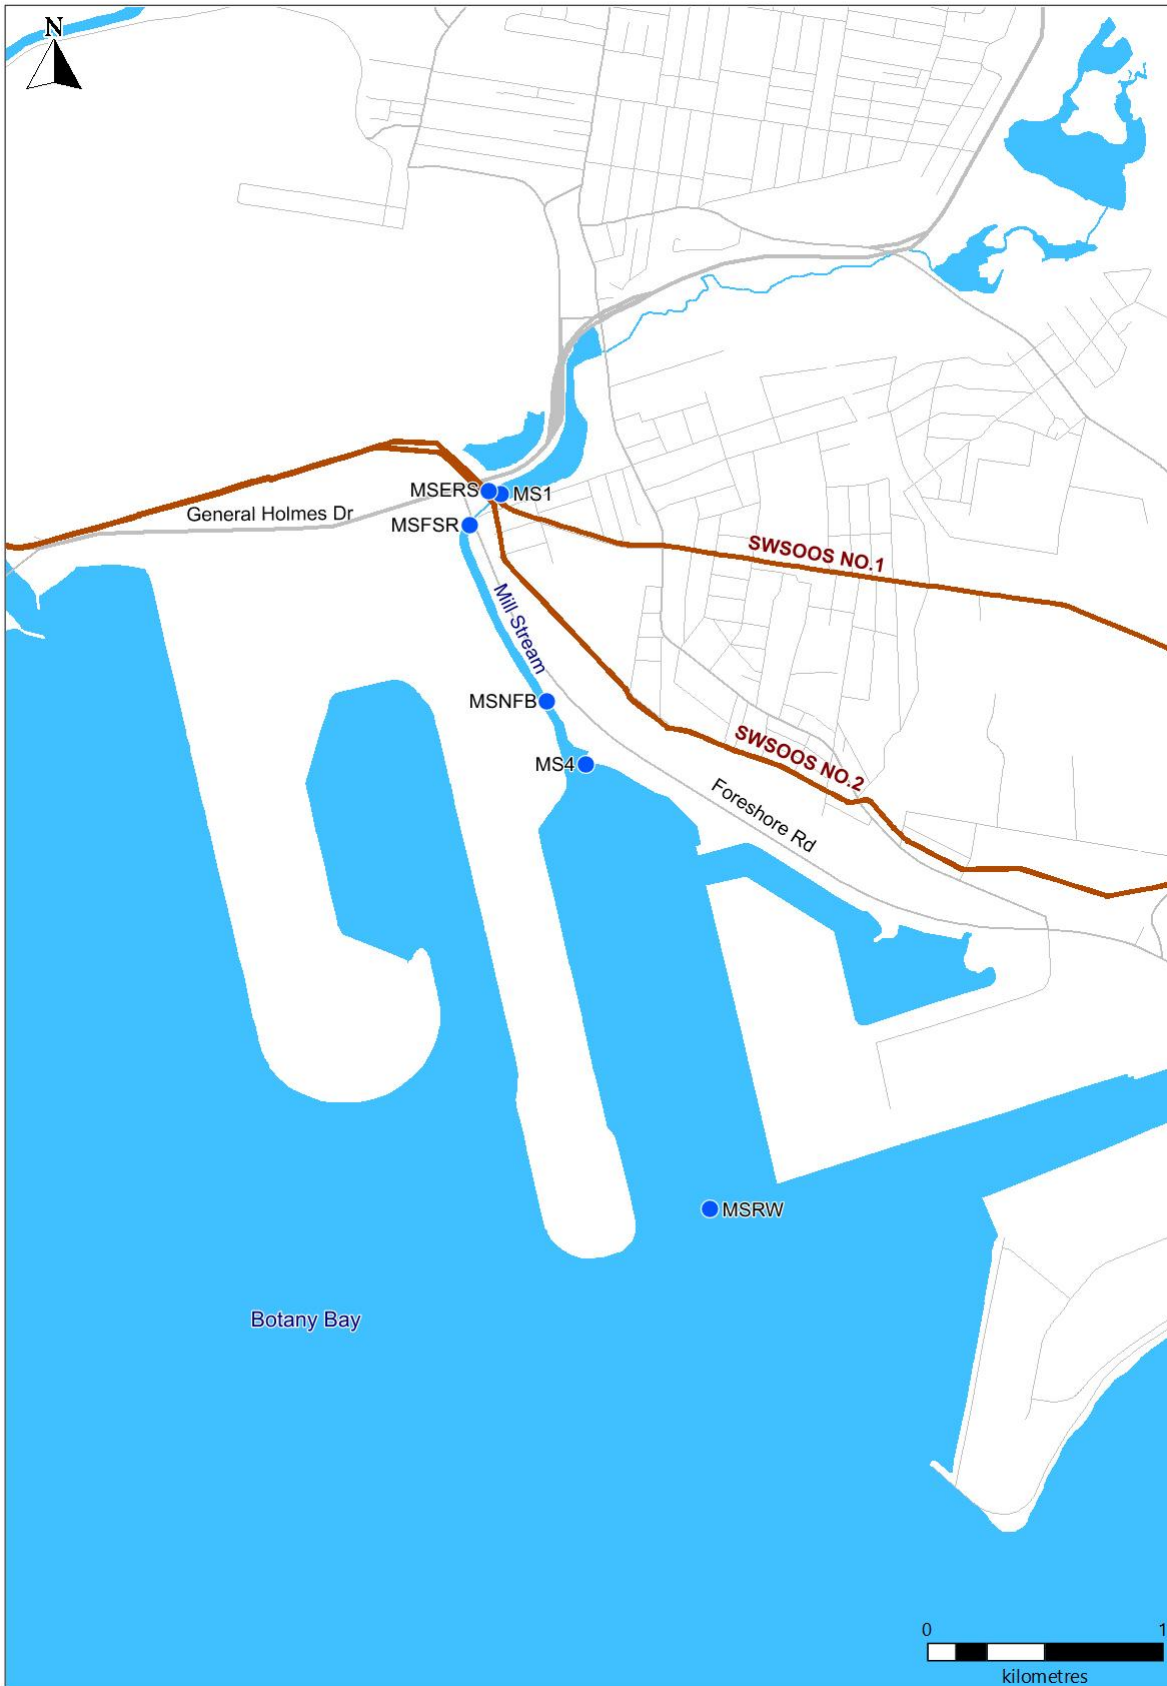 N
MSERS
MS1
General Holmes Dr
MSFSR
SWSOOS NO.1
Mill Stream
MSNFB
SWSOOS NO.2
MS4
Foreshore Rd
MSRW
Botany Bay
0 1
kilometres